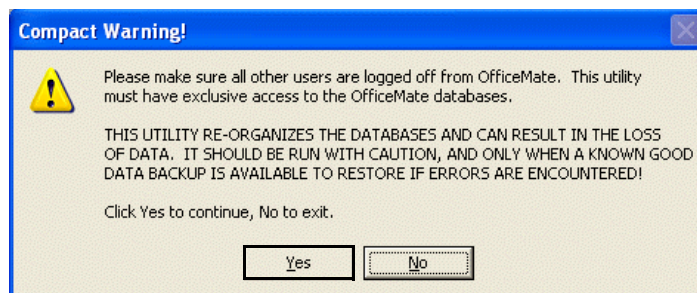 Compact Warning!
Please make sure all other users are logged off from OfficeMate.  This utility
must have exclusive access to the OfficeMate databases.
THIS UTILITY RE-ORGANIZES THE DATABASES AND CAN RESULT IN THE LOSS
OF DATA.  IT SHOULD BE RUN WITH CAUTION, AND ONLY WHEN A KNOWN GOOD
DATA BACKUP IS AVAILABLE TO RESTORE IF ERRORS ARE ENCOUNTERED!
Click Yes to continue, No to exit.
Yes No